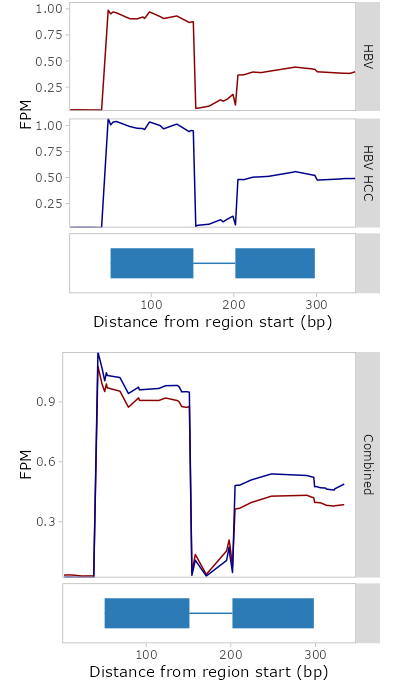 1.00
0.75
0.50
0.25
HBV
FPM
1.00
0.75
0.50
0.25
HBV HCC
100
200
300
Distance from region start (bp)
0.9
0.6
0.3
FPM
Combined
100
200
300
Distance from region start (bp)